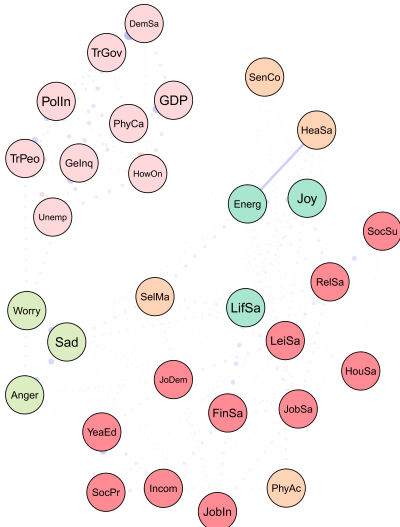 DemSa
TrGov
SenCo
PolIn
GDP
PhyCa
HeaSa
TrPeo
GeInq
HowOn
Energ
Joy
Unemp
SocSu
RelSa
SelMa
Worry
LifSa
Sad
LeiSa
HouSa
JoDem
Anger
FinSa
JobSa
YeaEd
SocPr
Incom
PhyAc
JobIn